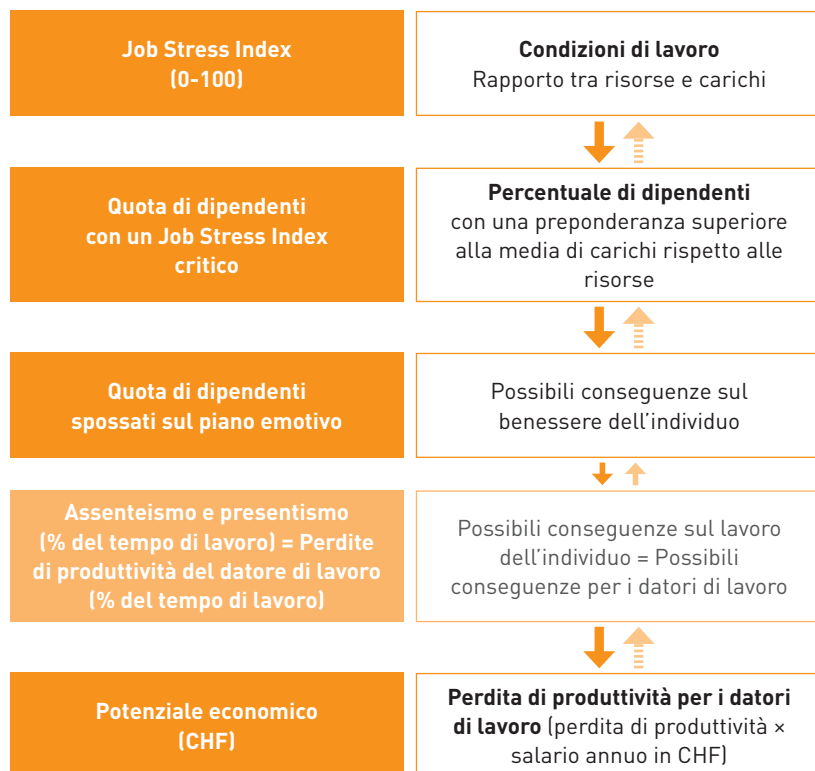 Job Stress Index
(0-100)
Condizioni di lavoro
Rapporto tra risorse e carichi
Quota di dipendenti
con un Job Stress Index
critico
Percentuale di dipendenti
con una preponderanza superiore
alla media di carichi rispetto alle
risorse
Quota di dipendenti
spossati sul piano emotivo
Possibili conseguenze sul
benessere dell’individuo
Assenteismo e presentismo
(% del tempo di lavoro) = Perdite
di produttività del datore di lavoro
(% del tempo di lavoro)
Possibili conseguenze sul lavoro
dell’individuo = Possibili
conseguenze per i datori di lavoro
Potenziale economico
(CHF)
Perdita di produttività per i datori
di lavoro (perdita di produttività ×
salario annuo in CHF)